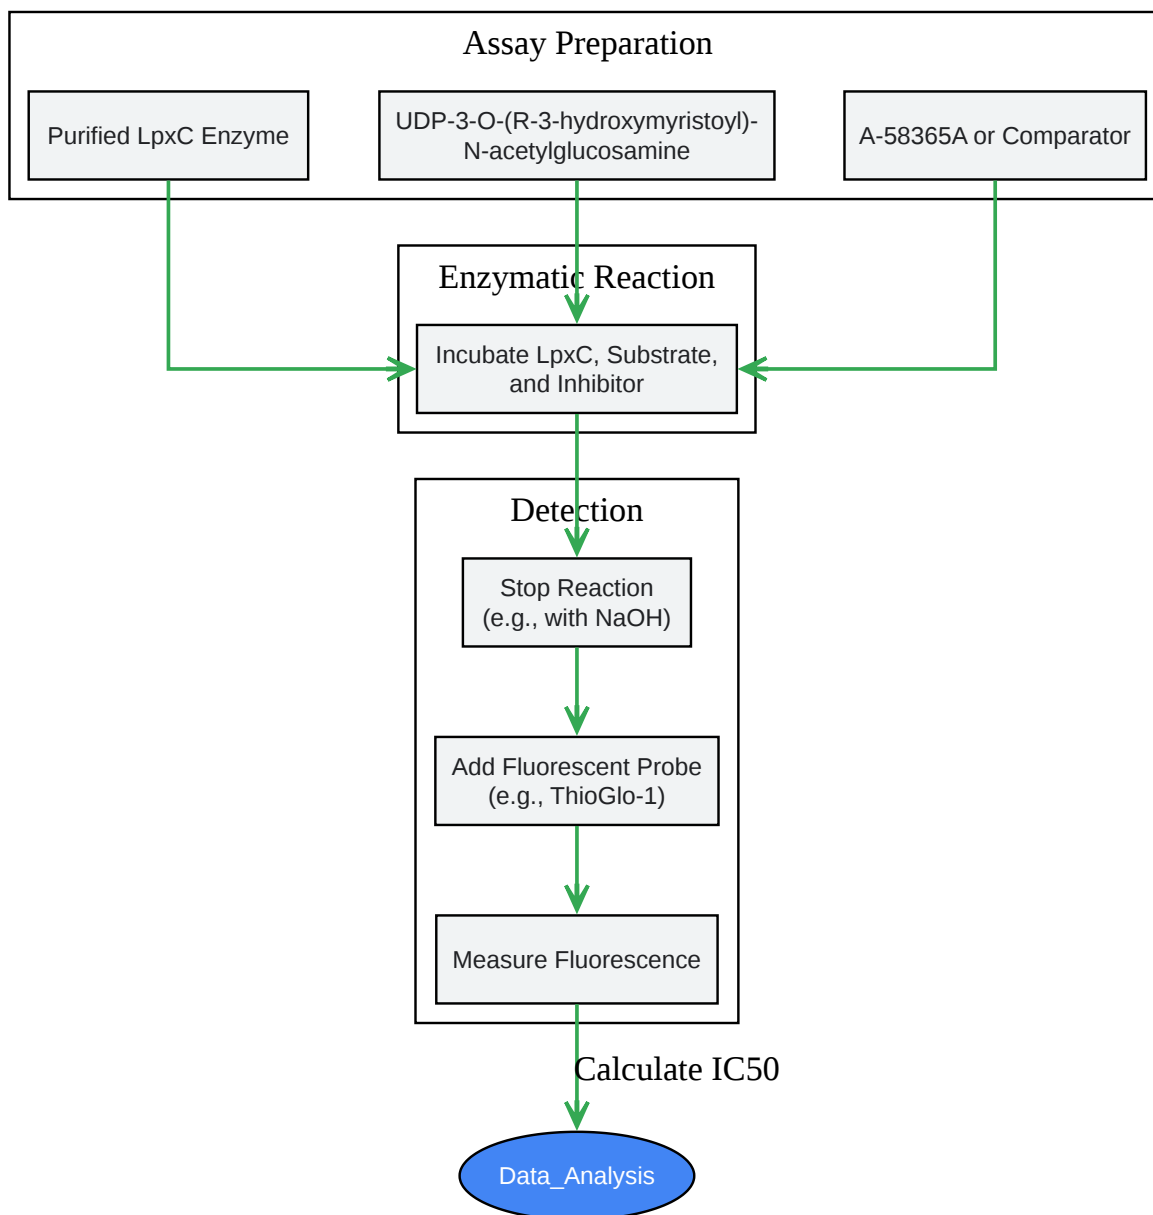 Assay Preparation
Purified LpxC Enzyme
UDP-3-O-(R-3-hydroxymyristoyl)-
N-acetylglucosamine
A-58365A or Comparator
Enzymatic Reaction
Incubate LpxC, Substrate,
and Inhibitor
Detection
Stop Reaction
(e.g., with NaOH)
Add Fluorescent Probe
(e.g., ThioGlo-1)
Measure Fluorescence
Calculate IC50
Data_Analysis